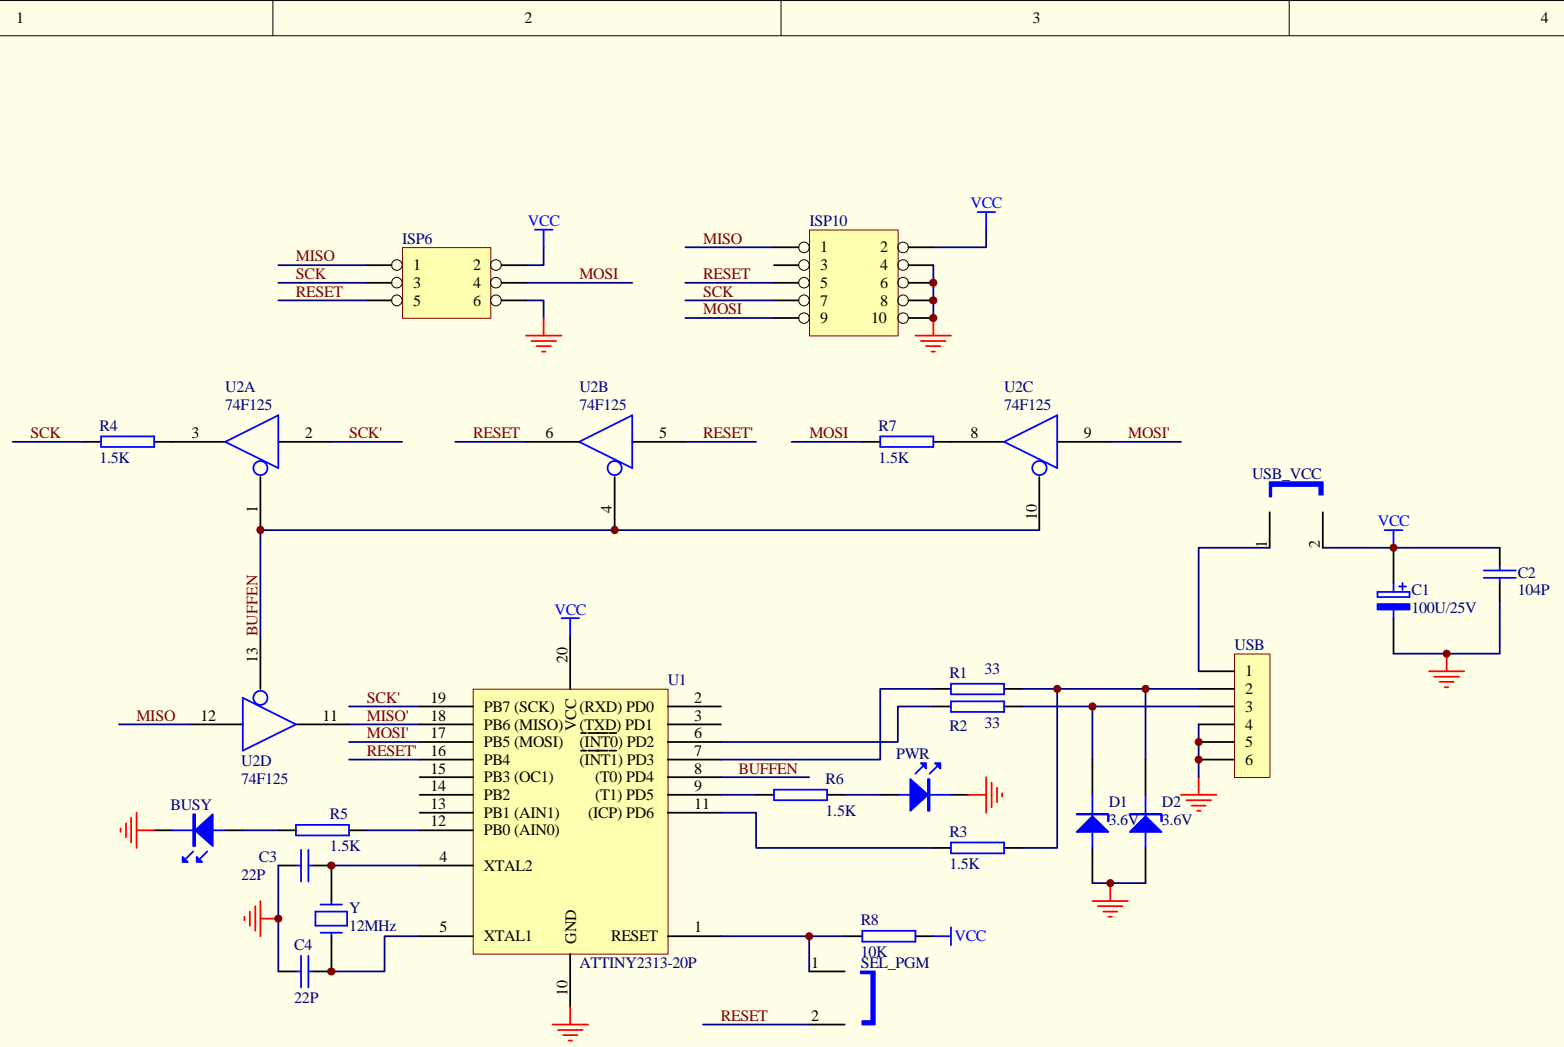 1 2 3 4
VCC
ISP10
VCC
ISP6
MISO 1 2
MISO 1 2
3 4
SCK 3 4 MOSI
RESET 5 6
RESET 5 6
SCK 7 8
MOSI 9 10
U2A
74F125
U2B
74F125
U2C
74F125
SCK R4 3 2 SCK'
1.5K
RESET 6 5 RESET'
MOSI R7 8 9 MOSI'
1.5K
1 4 10
USB_VCC
1 2
VCC
C1
100U/25V
C2
104P
BUFFEN
13
VCC
20
USB
1
2
3
4
5
6
MISO 12 11
U2D
74F125
U1
SCK' 19 PB7 (SCK) (RXD) PD0 2
MISO' 18 PB6 (MISO) VCC (TXD) PD1 3
MOSI' 17 PB5 (MOSI) (INT0) PD2 6
RESET' 16 PB4 (INT1) PD3 7
15 PB3 (OC1) (T0) PD4 8 BUFFEN
14 PB2 (T1) PD5 9
13 PB1 (AIN1) (ICP) PD6 11
12 PB0 (AIN0)
R1 33
R2 33
PWR
R6
1.5K
R3
1.5K
D1
3.6V
D2
3.6V
BUSY
R5
1.5K
4 XTAL2
C3
22P
Y
12MHz
C4
22P
5 XTAL1 GND RESET 1
ATTINY2313-20P
10
R8
10K
VCC
SEL_PGM
1
RESET 2